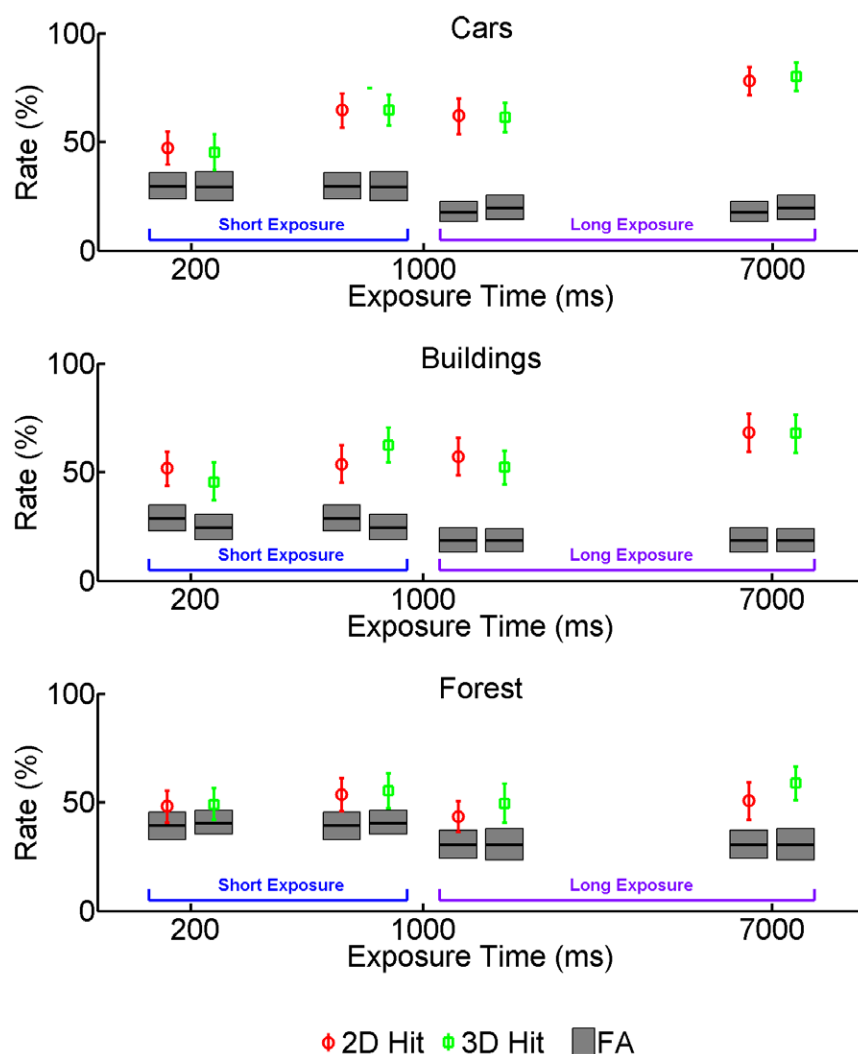 Cars
100
50
0
Rate (%)
Short Exposure
Long Exposure
200
1000
7000
Exposure Time (ms)
Buildings
100
50
0
Rate (%)
Short Exposure
Long Exposure
200
1000
7000
Exposure Time (ms)
Forest
100
50
0
Rate (%)
Short Exposure
Long Exposure
200
1000
7000
Exposure Time (ms)
2D Hit 3D Hit FA